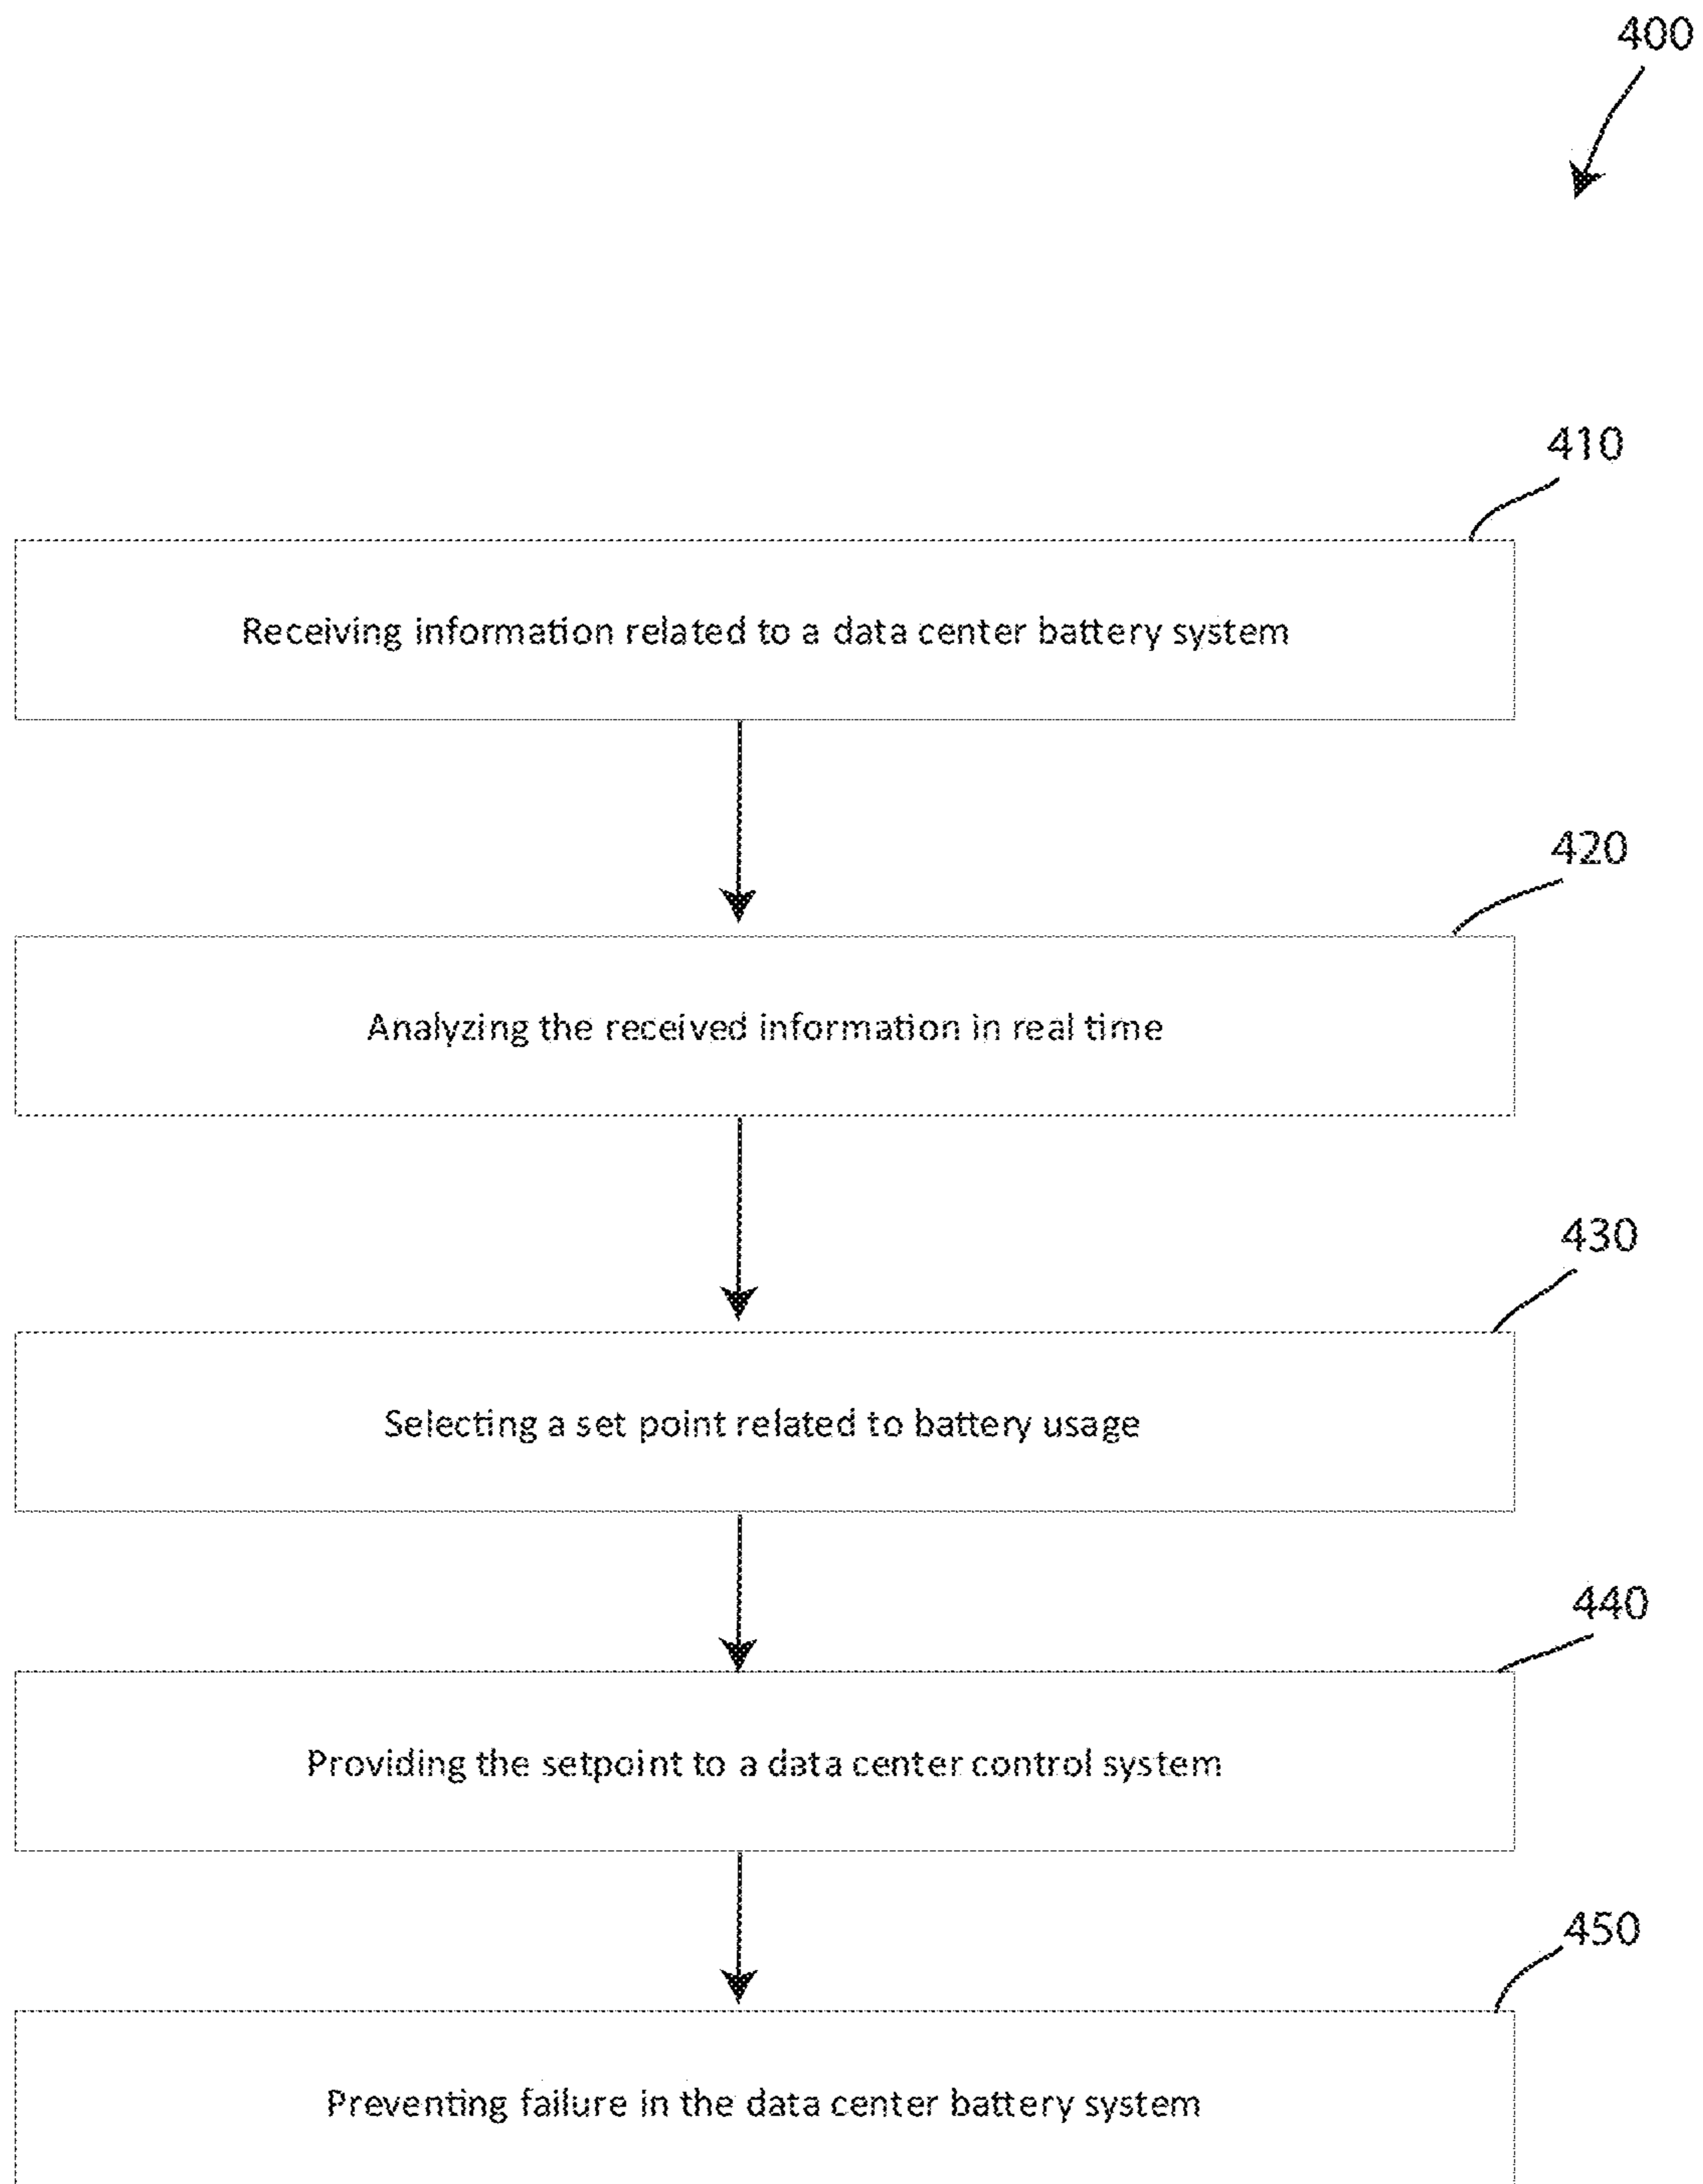 400
410
Receiving information related to a data center battery system
420
Analyzing the received information in real time
430
Selecting a set point related to battery usage
440
Providing the setpoint to a data center control system
450
Preventing failure in the data center battery system